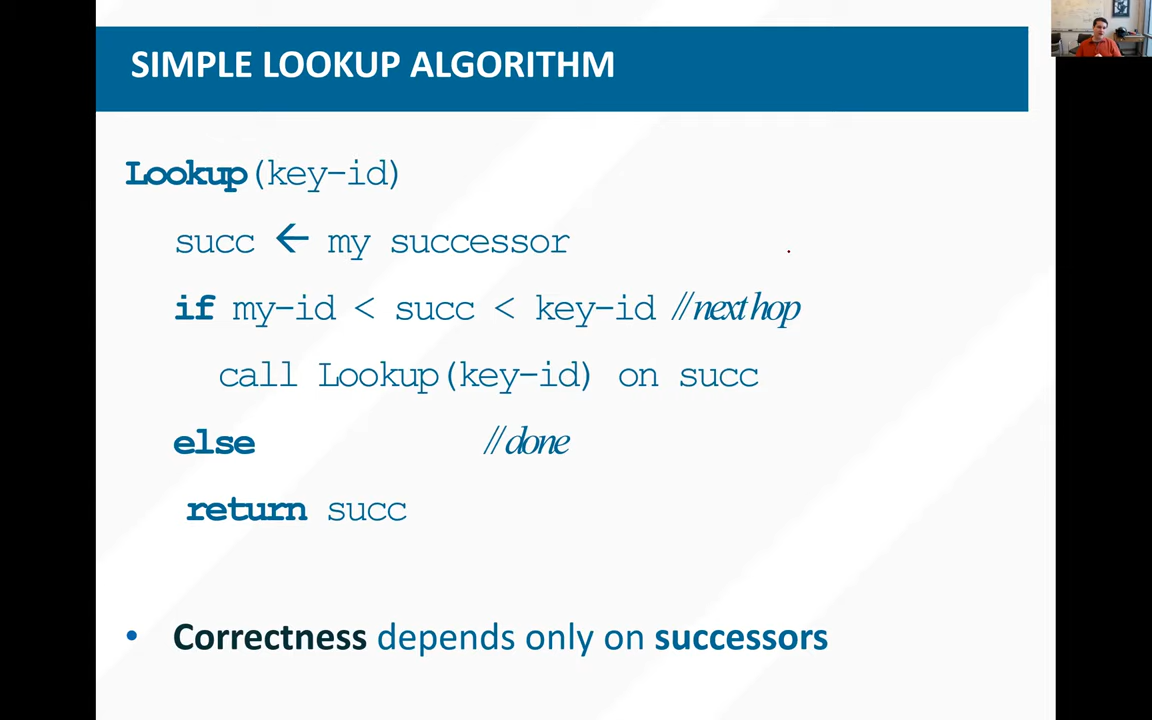 SIMPLE LOOKUP ALGORITHM
Lookup(key-id)
succ ← my successor
if my-id < succ < key-id //next hop
call Lookup(key-id) on succ
else //done
return succ
• Correctness depends only on successors